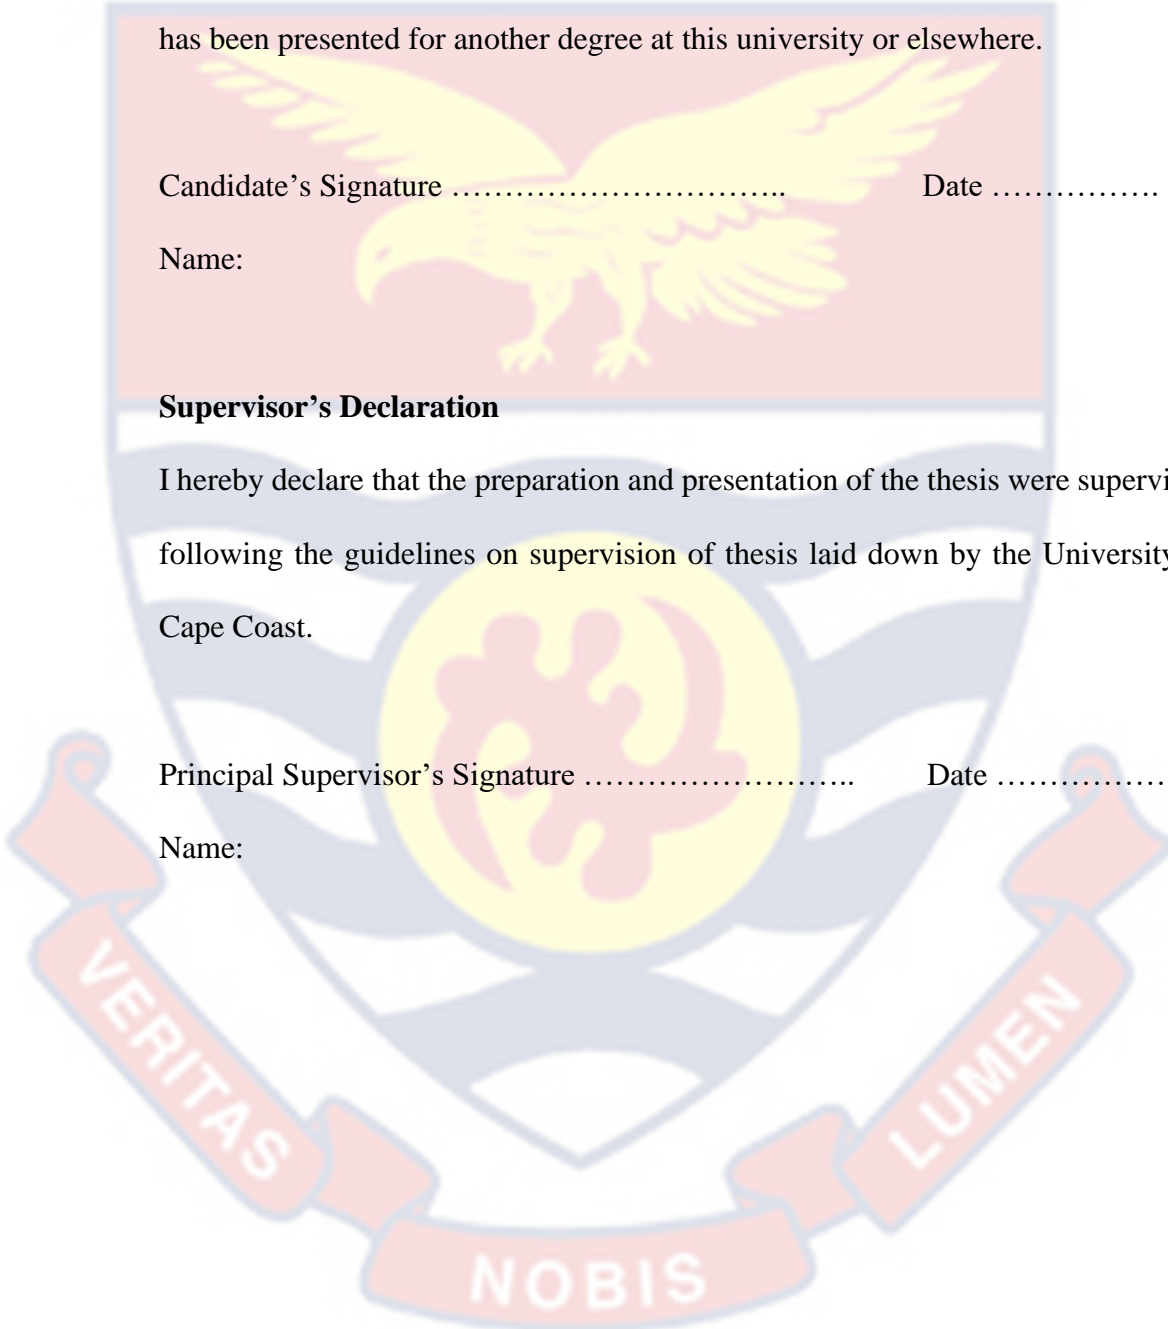 has been presented for another degree at this university or elsewhere.
Candidate’s Signature …………………………….. Date …………….
Name:
Supervisor’s Declaration
I hereby declare that the preparation and presentation of the thesis were supervi
following the guidelines on supervision of thesis laid down by the University
Cape Coast.
Principal Supervisor’s Signature …………………….. Date ……………
Name:
VERITAS
NOBIS
LUMEN